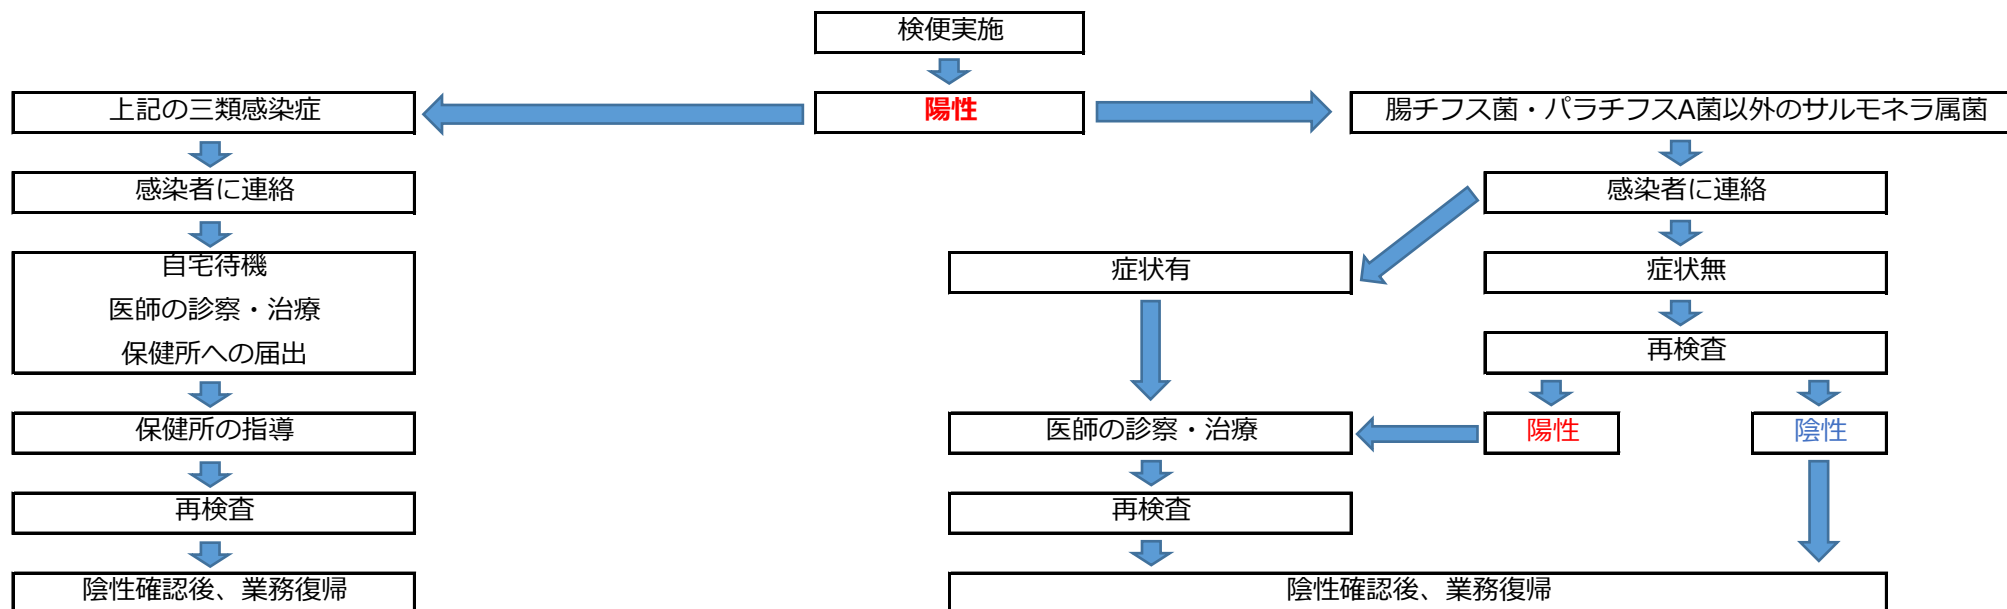 検便実施
上記の三類感染症
陽性
腸チフス菌・パラチフスA菌以外のサルモネラ属菌
感染者に連絡
感染者に連絡
自宅待機
医師の診察・治療
保健所への届出
症状有
症状無
再検査
保健所の指導
医師の診察・治療
陽性
陰性
再検査
再検査
陰性確認後、業務復帰
陰性確認後、業務復帰